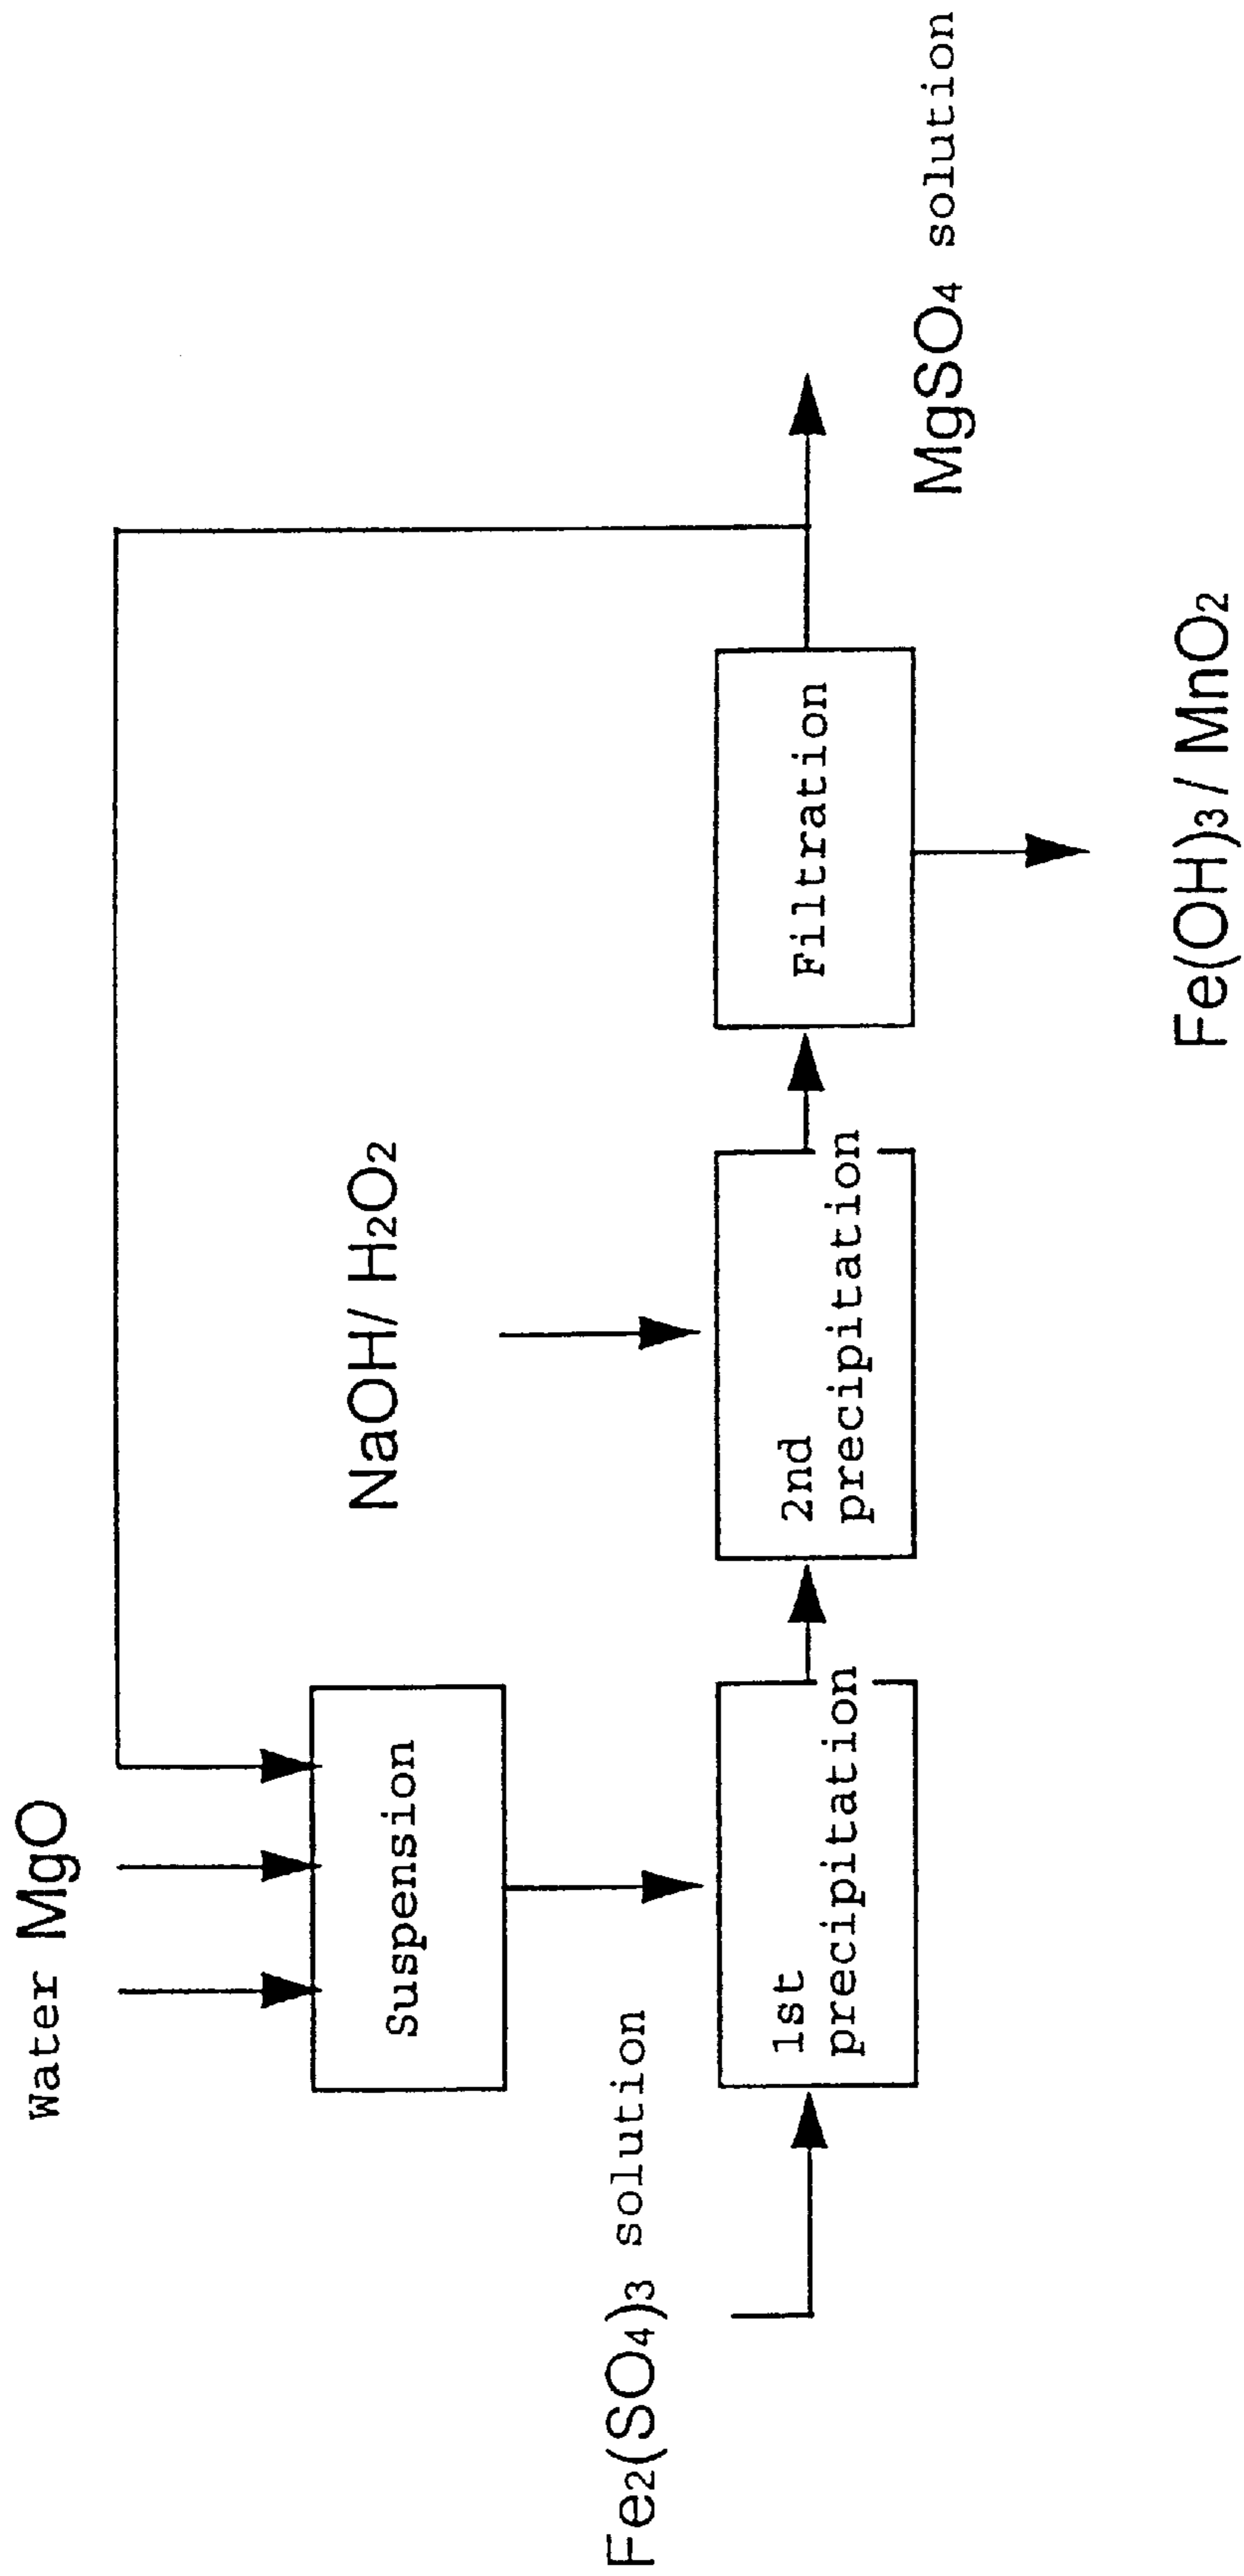 Water MgO
Suspension
NaOH/ H2O2
Fe2(SO4)3 solution
1st
precipitation
2nd
precipitation
Filtration
MgSO4 solution
Fe(OH)3 / MnO2